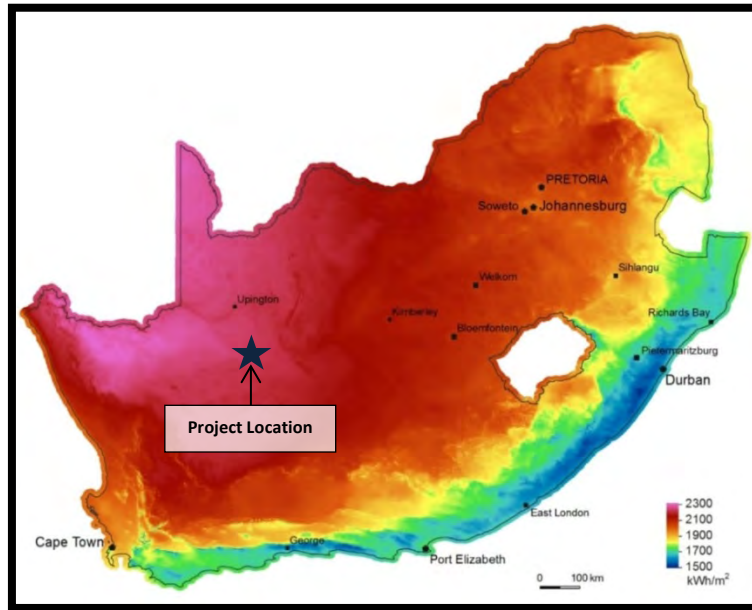 PRETORIA
Soweto
Johannesburg
Sihlangu
Welkom
Upington
Kimberley
Richards Bay
Bloemfontein
Pietermaritzburg
Durban
Project Location
East London
Cape Town
George
Port Elizabeth
0 100 km
2300
2100
1900
1700
1500
kWh/m²